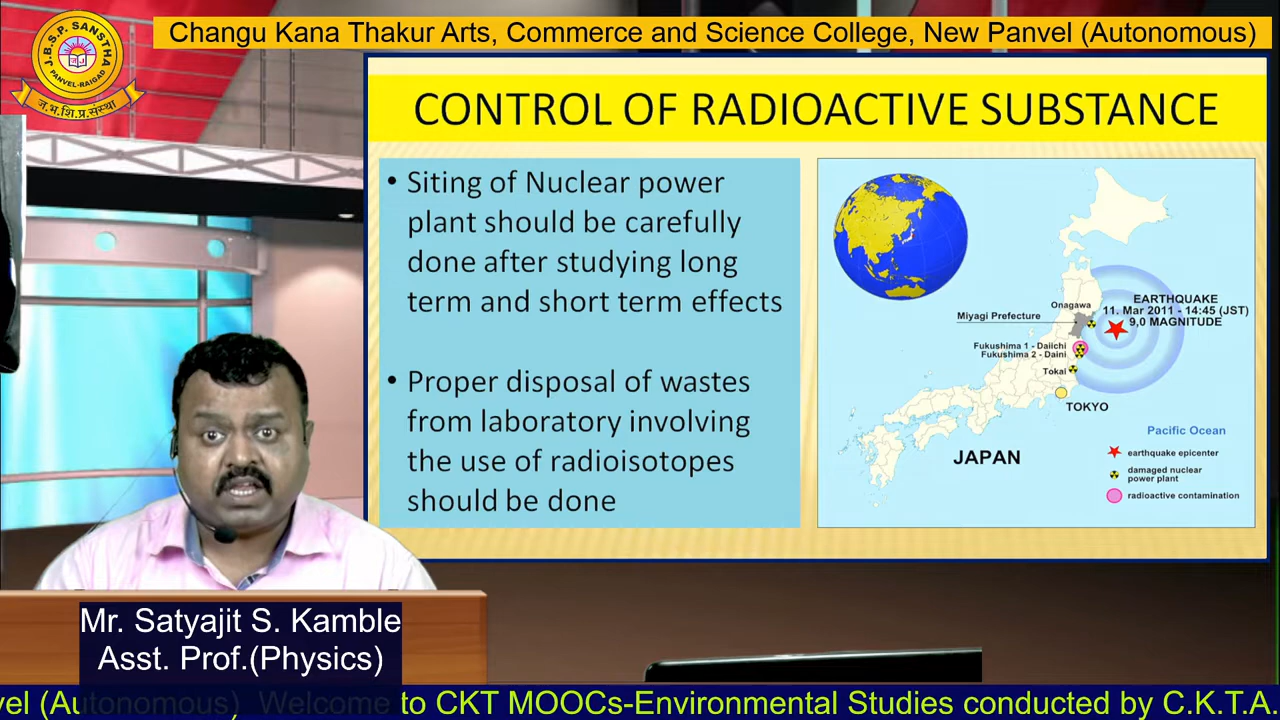 Changu Kana Thakur Arts, Commerce and Science College, New Panvel (Autonomous)
J.B.S.P. SANSTHA
PANVEL-RAIGAD
ज.भ.शि.प्र.संस्था
CONTROL OF RADIOACTIVE SUBSTANCE
• Siting of Nuclear power
plant should be carefully
done after studying long
term and short term effects
• Proper disposal of wastes
from laboratory involving
the use of radioisotopes
should be done
Onagawa
Miyagi Prefecture
EARTHQUAKE
11. Mar 2011 - 14:45 (JST)
9,0 MAGNITUDE
Fukushima 1 - Daiichi
Fukushima 2 - Daini
Tokai
TOKYO
JAPAN
Pacific Ocean
earthquake epicenter
damaged nuclear
power plant
radioactive contamination
Mr. Satyajit S. Kamble
Asst. Prof.(Physics)
vel (Autonomous) Welcome to CKT MOOCs-Environmental Studies conducted by C.K.T.A.